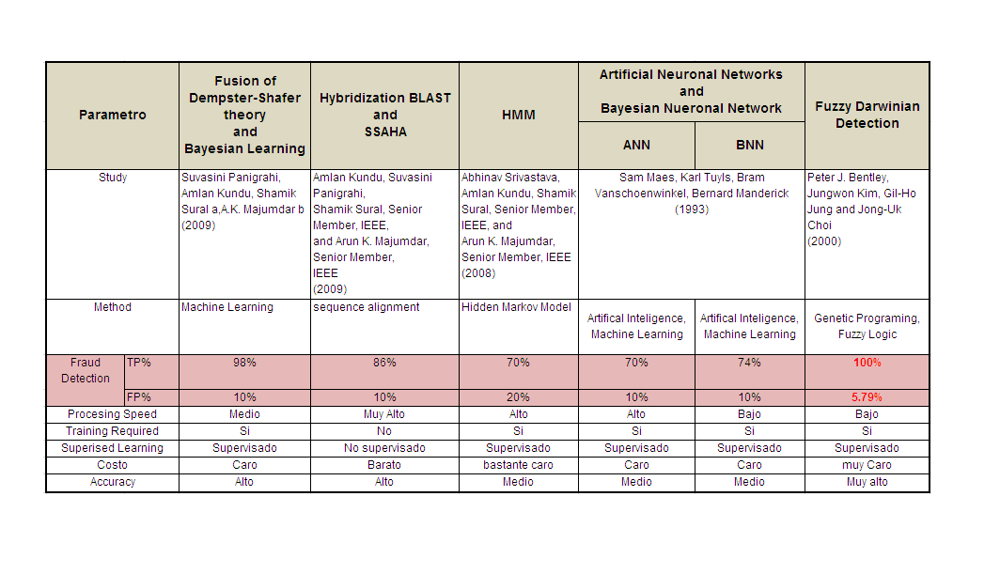 Parametro
Fusion of
Dempster-Shafer
theory
and
Bayesian Learning
Hybridization BLAST
and
SSAHA
HMM
Artificial Neuronal Networks
and
Bayesian Nueronal Network
ANN
BNN
Fuzzy Darwinian
Detection
Study
Suvasini Panigrahi,
Amlan Kundu, Shamik
Sural a,A.K. Majumdar b
(2009)
Amlan Kundu, Suvasini
Panigrahi,
Shamik Sural, Senior
Member, IEEE,
and Arun K. Majumdar,
Senior Member,
IEEE
(2009)
Abhinav Srivastava,
Amlan Kundu, Shamik
Sural, Senior Member,
IEEE, and
Arun K. Majumdar,
Senior Member, IEEE
(2008)
Sam Maes, Karl Tuyls, Bram
Vanschoenwinkel, Bernard Manderick
(1993)
Peter J. Bentley,
Jungwon Kim, Gil-Ho
Jung and Jong-Uk
Choi
(2000)
Method
Machine Learning
sequence alignment
Hidden Markov Model
Artifical Inteligence,
Machine Learning
Artifical Inteligence,
Machine Learning
Genetic Programing,
Fuzzy Logic
Fraud
Detection
TP% 98% 86% 70% 70% 74% 100%
FP% 10% 10% 20% 10% 10% 5.79%
Procesing Speed Medio Muy Alto Alto Alto Bajo Bajo
Training Required Si No Si Si Si Si
Superised Learning Supervisado No supervisado Supervisado Supervisado Supervisado Supervisado
Costo Caro Barato bastante caro Caro Caro muy Caro
Accuracy Alto Alto Medio Medio Medio Muy alto